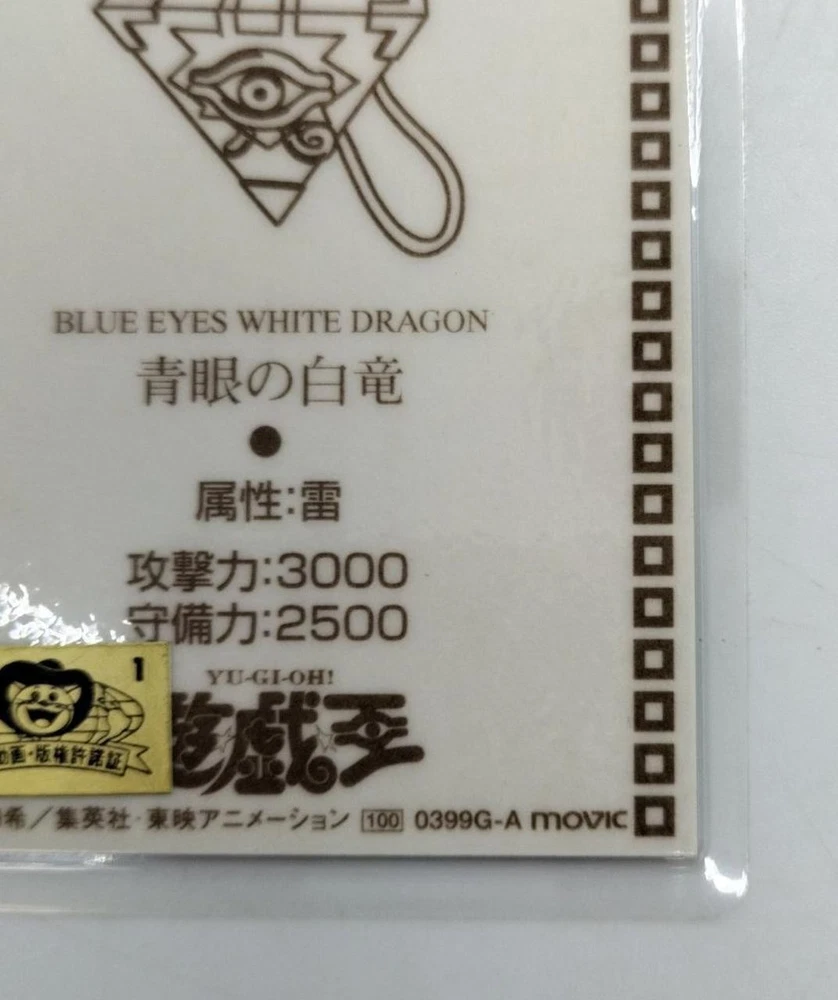 BLUE EYES WHITE DRAGON
青眼の白竜
●
属性:雷
攻撃力:3000
守備力:2500
1
動画・版権許諾証
YU-GI-OH!
遊戯王
希／集英社・東映アニメーション 100 0399G-A movic